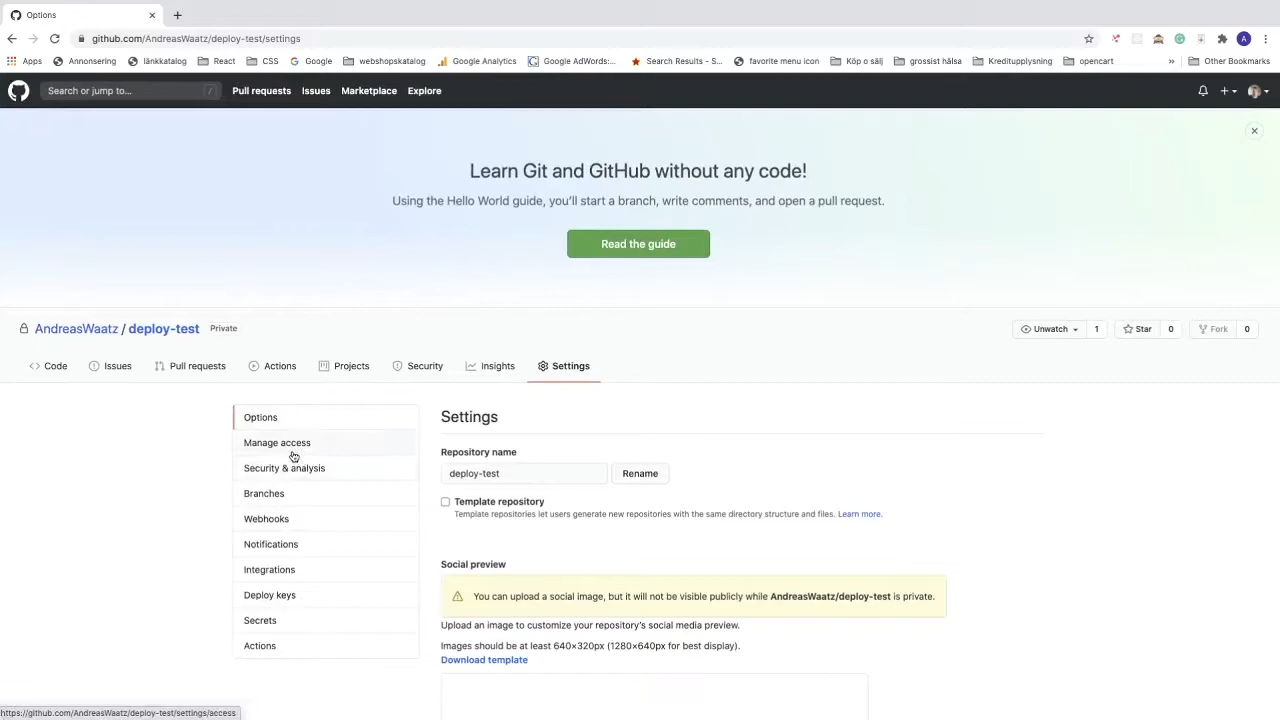 Options
github.com/AndreasWaatz/deploy-test/settings
A
Apps Annonsering länkkatalog React CSS Google webshopskatalog Google Analytics Google AdWords:... Search Results - S... favorite menu icon Köp o sälj grossist hälsa Kreditupplysning opencart » Other Bookmarks
Search or jump to... / Pull requests Issues Marketplace Explore
Learn Git and GitHub without any code!
Using the Hello World guide, you’ll start a branch, write comments, and open a pull request.
Read the guide
AndreasWaatz / deploy-test Private Unwatch 1 Star 0 Fork 0
Code Issues Pull requests Actions Projects Security Insights Settings
Options
Manage access
Security & analysis
Branches
Webhooks
Notifications
Integrations
Deploy keys
Secrets
Actions
Settings
Repository name
deploy-test Rename
Template repository
Template repositories let users generate new repositories with the same directory structure and files. Learn more.
Social preview
You can upload a social image, but it will not be visible publicly while AndreasWaatz/deploy-test is private.
Upload an image to customize your repository’s social media preview.
Images should be at least 640×320px (1280×640px for best display).
Download template
https://github.com/AndreasWaatz/deploy-test/settings/access